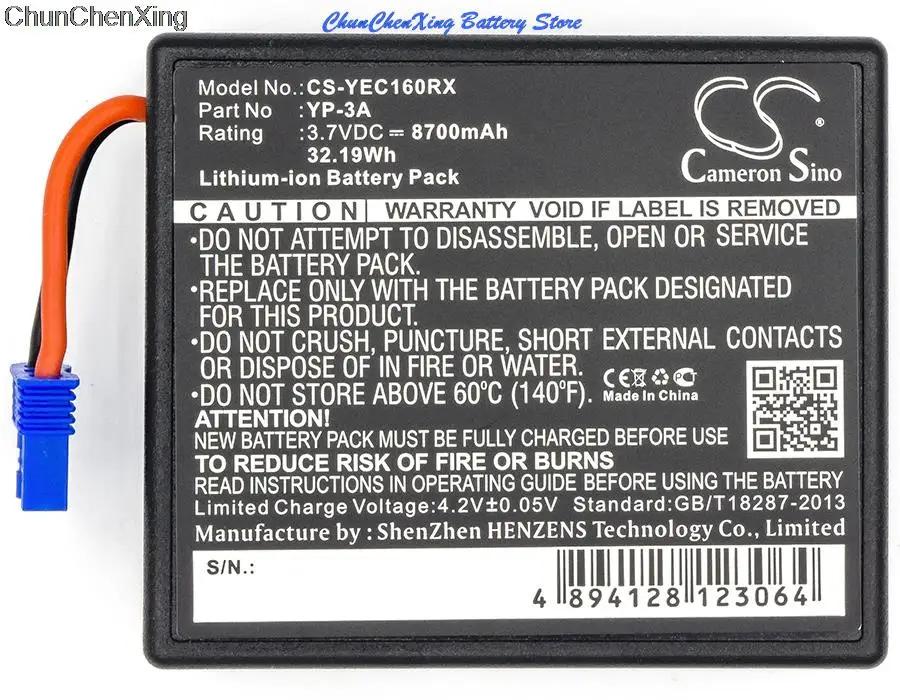 ChunChenXing
ChunChenXing Battery Store
Model No.:CS-YEC160RX
Part No :YP-3A
Rating :3.7VDC ⎓ 8700mAh
32.19Wh
Lithium-ion Battery Pack
CS
®
Cameron Sino
CAUTION| WARRANTY VOID IF LABEL IS REMOVED
•DO NOT ATTEMPT TO DISASSEMBLE, OPEN OR SERVICE
THE BATTERY PACK.
•REPLACE ONLY WITH THE BATTERY PACK DESIGNATED
FOR THIS PRODUCT.
•DO NOT CRUSH, PUNCTURE, SHORT EXTERNAL CONTACTS
OR DISPOSE OF IN FIRE OR WATER.
•DO NOT STORE ABOVE 60ºC (140ºF).
CE
Made In China
ATTENTION!
NEW BATTERY PACK MUST BE FULLY CHARGED BEFORE USE
TO REDUCE RISK OF FIRE OR BURNS
READ INSTRUCTIONS IN OPERATING GUIDE BEFORE USING THE BATTERY
Limited Charge Voltage:4.2V±0.05V Standard:GB/T18287-2013
Manufacture by : ShenZhen HENZENS Technology Co., Limited
S/N.:
4 894128 123064